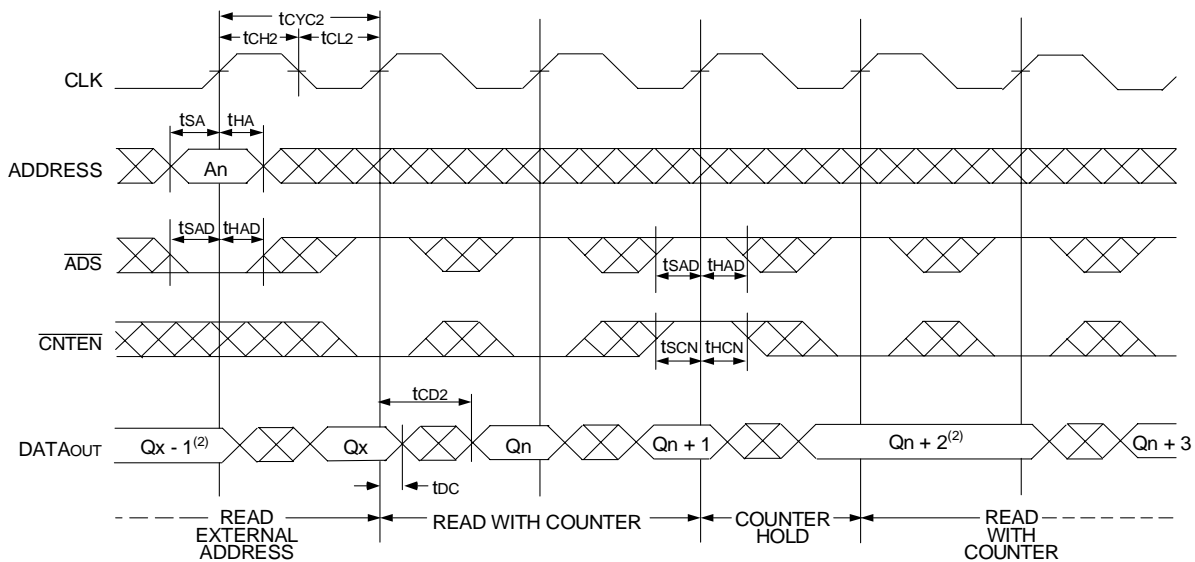 tCYC2
tCH2 tCL2
CLK
tSA tHA
ADDRESS An
tSAD tHAD
ADS tSAD tHAD
CNTEN tSCN tHCN
tCD2
DATAOUT Qx - 1(2) Qx Qn Qn + 1 Qn + 2(2) Qn + 3
tDC
READ EXTERNAL ADDRESS
READ WITH COUNTER
COUNTER HOLD
READ WITH COUNTER